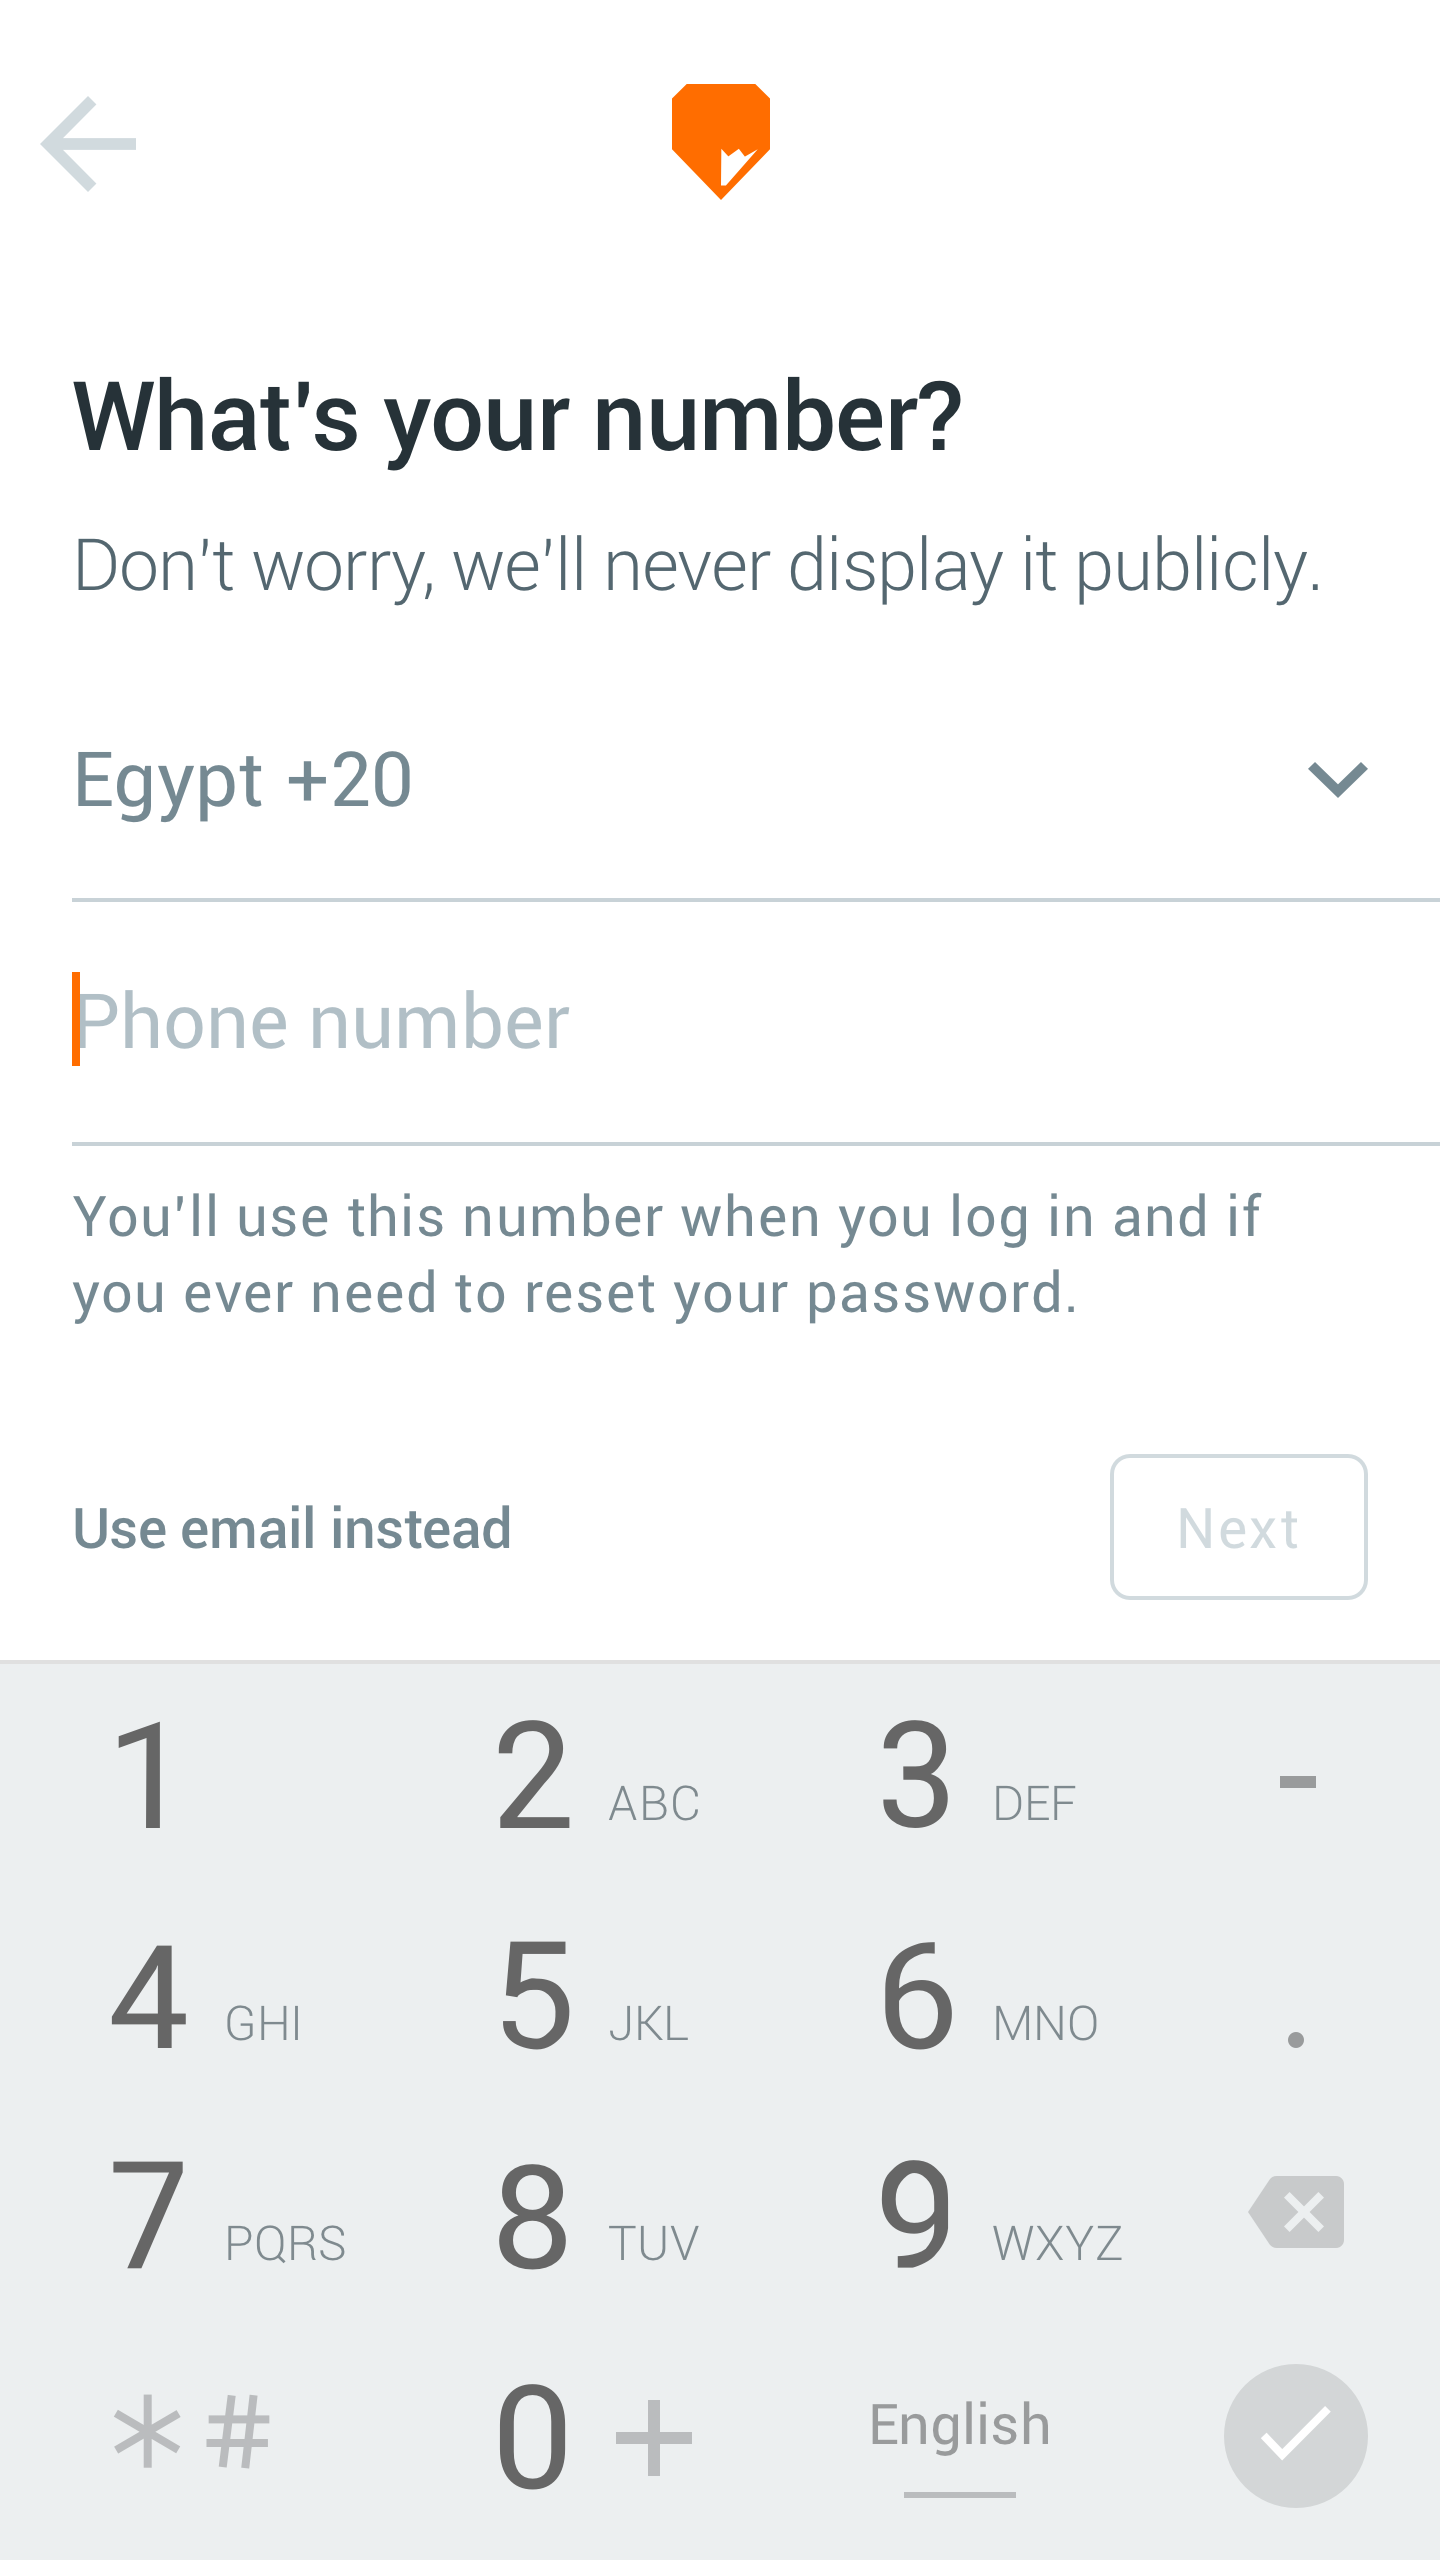 What's your number?
Don't worry, we'll never display it publicly.
Egypt +20
Phone number
You'll use this number when you log in and if
you ever need to reset your password.
Use email instead
Next
1 2 ABC 3 DEF -
4 GHI 5 JKL 6 MNO .
7 PQRS 8 TUV 9 WXYZ
*# 0 + English